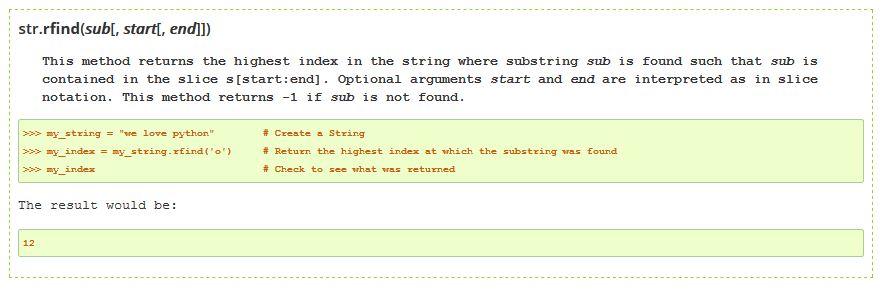 str.rfind(sub[, start[, end]])
This method returns the highest index in the string where substring sub is found such that sub is
contained in the slice s[start:end]. Optional arguments start and end are interpreted as in slice
notation. This method returns -1 if sub is not found.
>>> my_string = "we love python" # Create a String
>>> my_index = my_string.rfind('o') # Return the highest index at which the substring was found
>>> my_index # Check to see what was returned
The result would be:
12